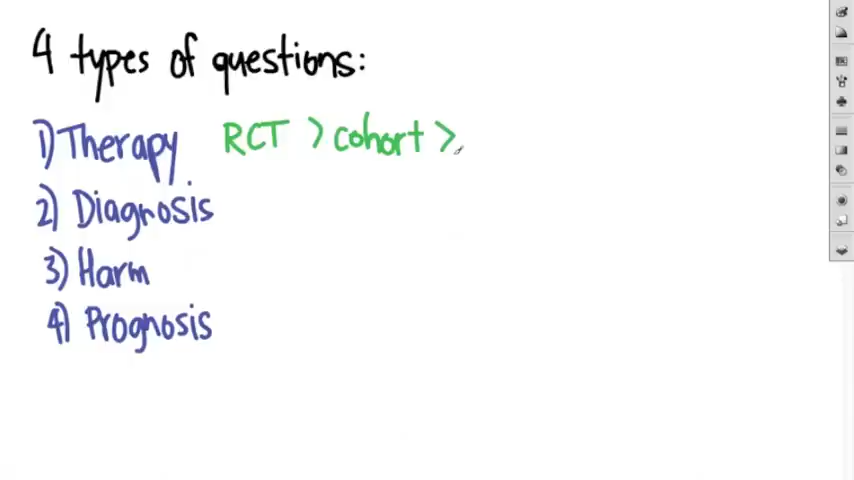 4 types of questions:
1) Therapy RCT > cohort >
2) Diagnosis
3) Harm
4) Prognosis